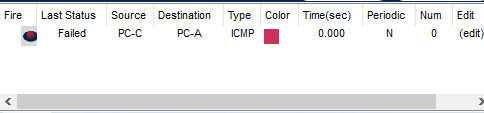 Fire Last Status Source Destination Type Color Time(sec) Periodic Num Edit
Failed PC-C PC-A ICMP 0.000 N 0 (edit)